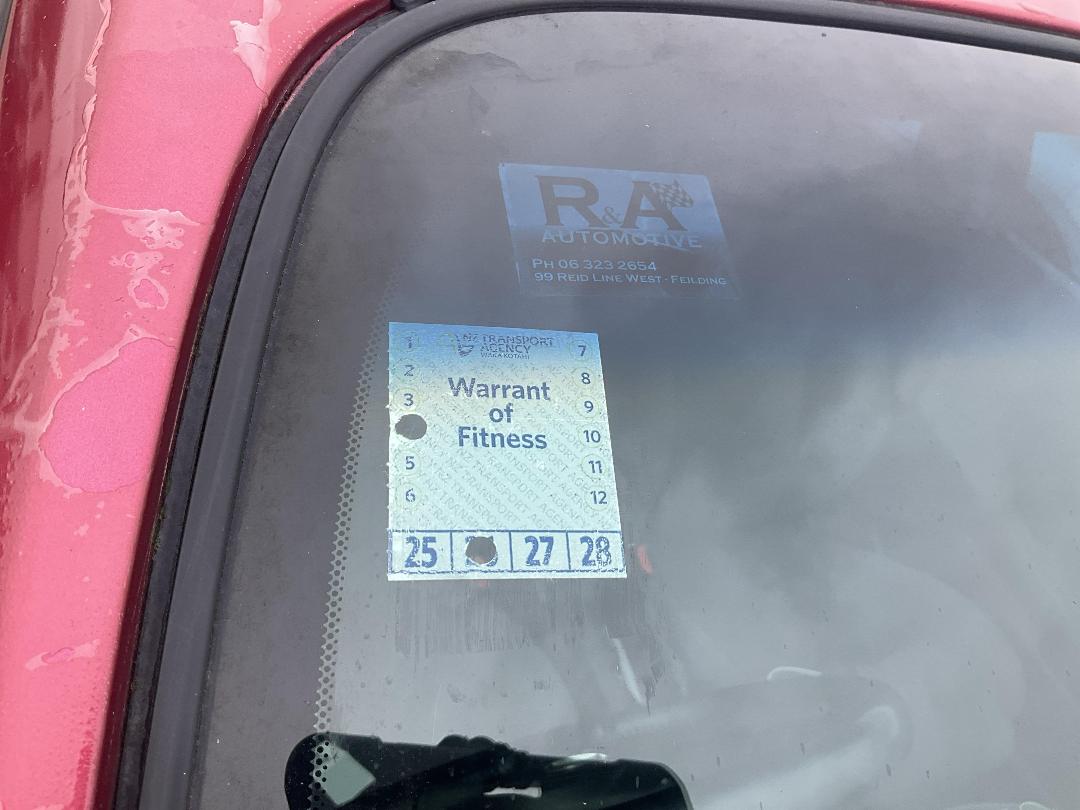 R&A
AUTOMOTIVE
PH 06 323 2654
99 REID LINE WEST - FEILDING
NZ TRANSPORT
AGENCY
WAKA KOTAHI
1
2
3
5
6
7
8
9
10
11
12
Warrant
of
Fitness
25
27
28